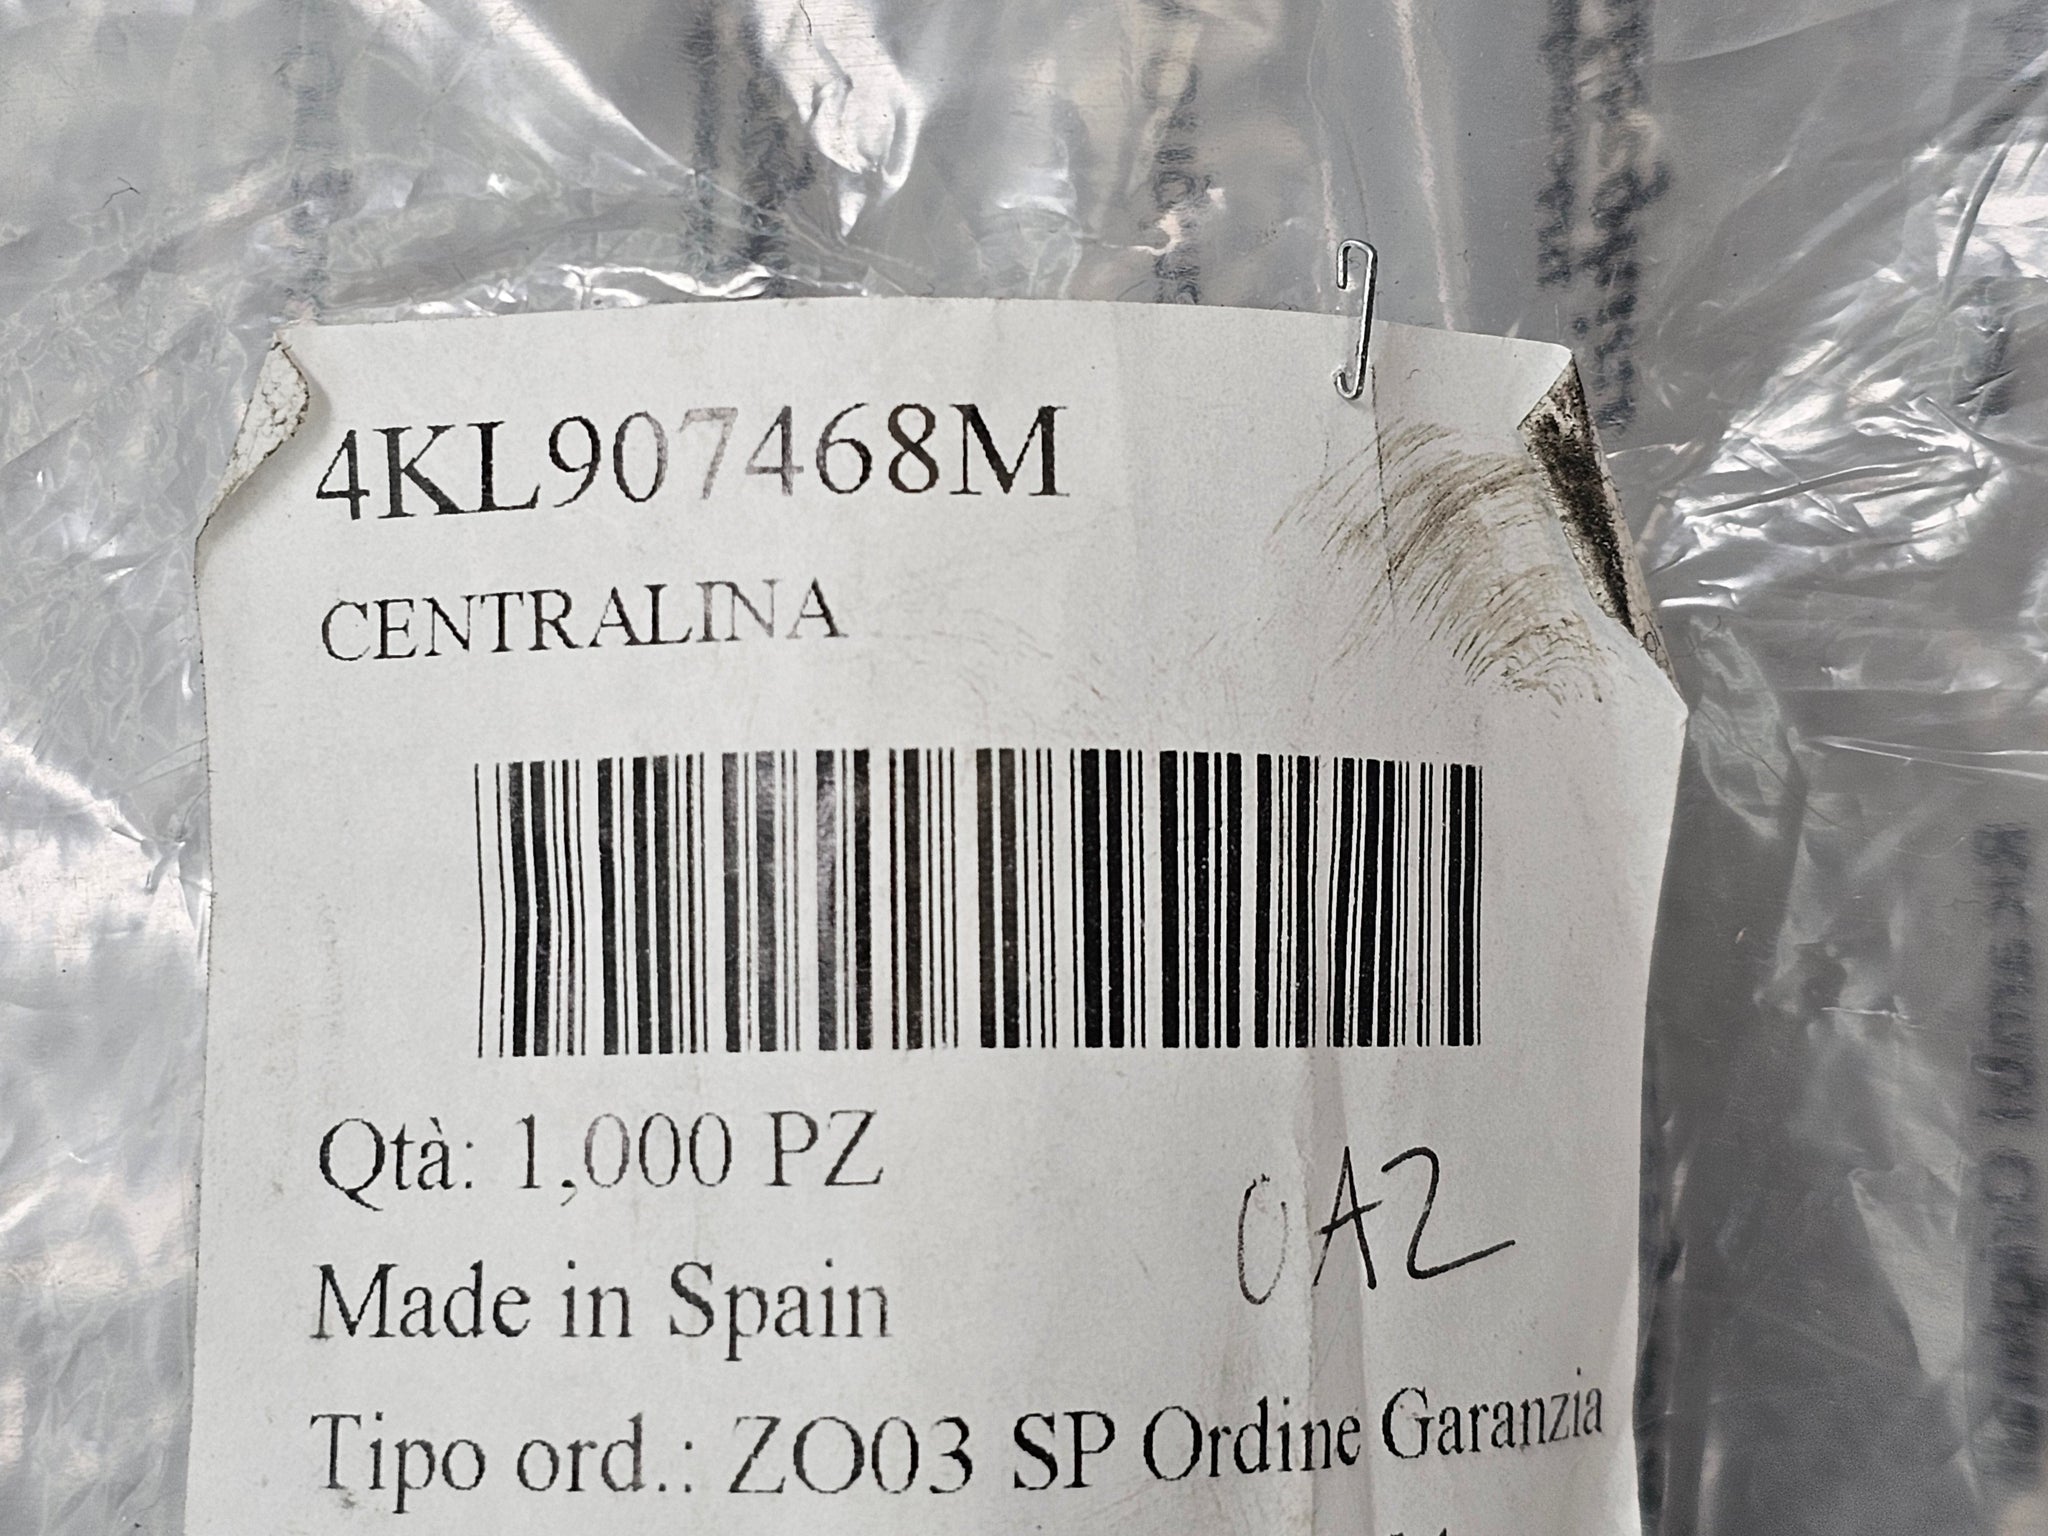 4KL907468M
CENTRALINA
Qtà: 1,000 PZ
0A2
Made in Spain
Tipo ord.: ZO03 SP Ordine Garanzia